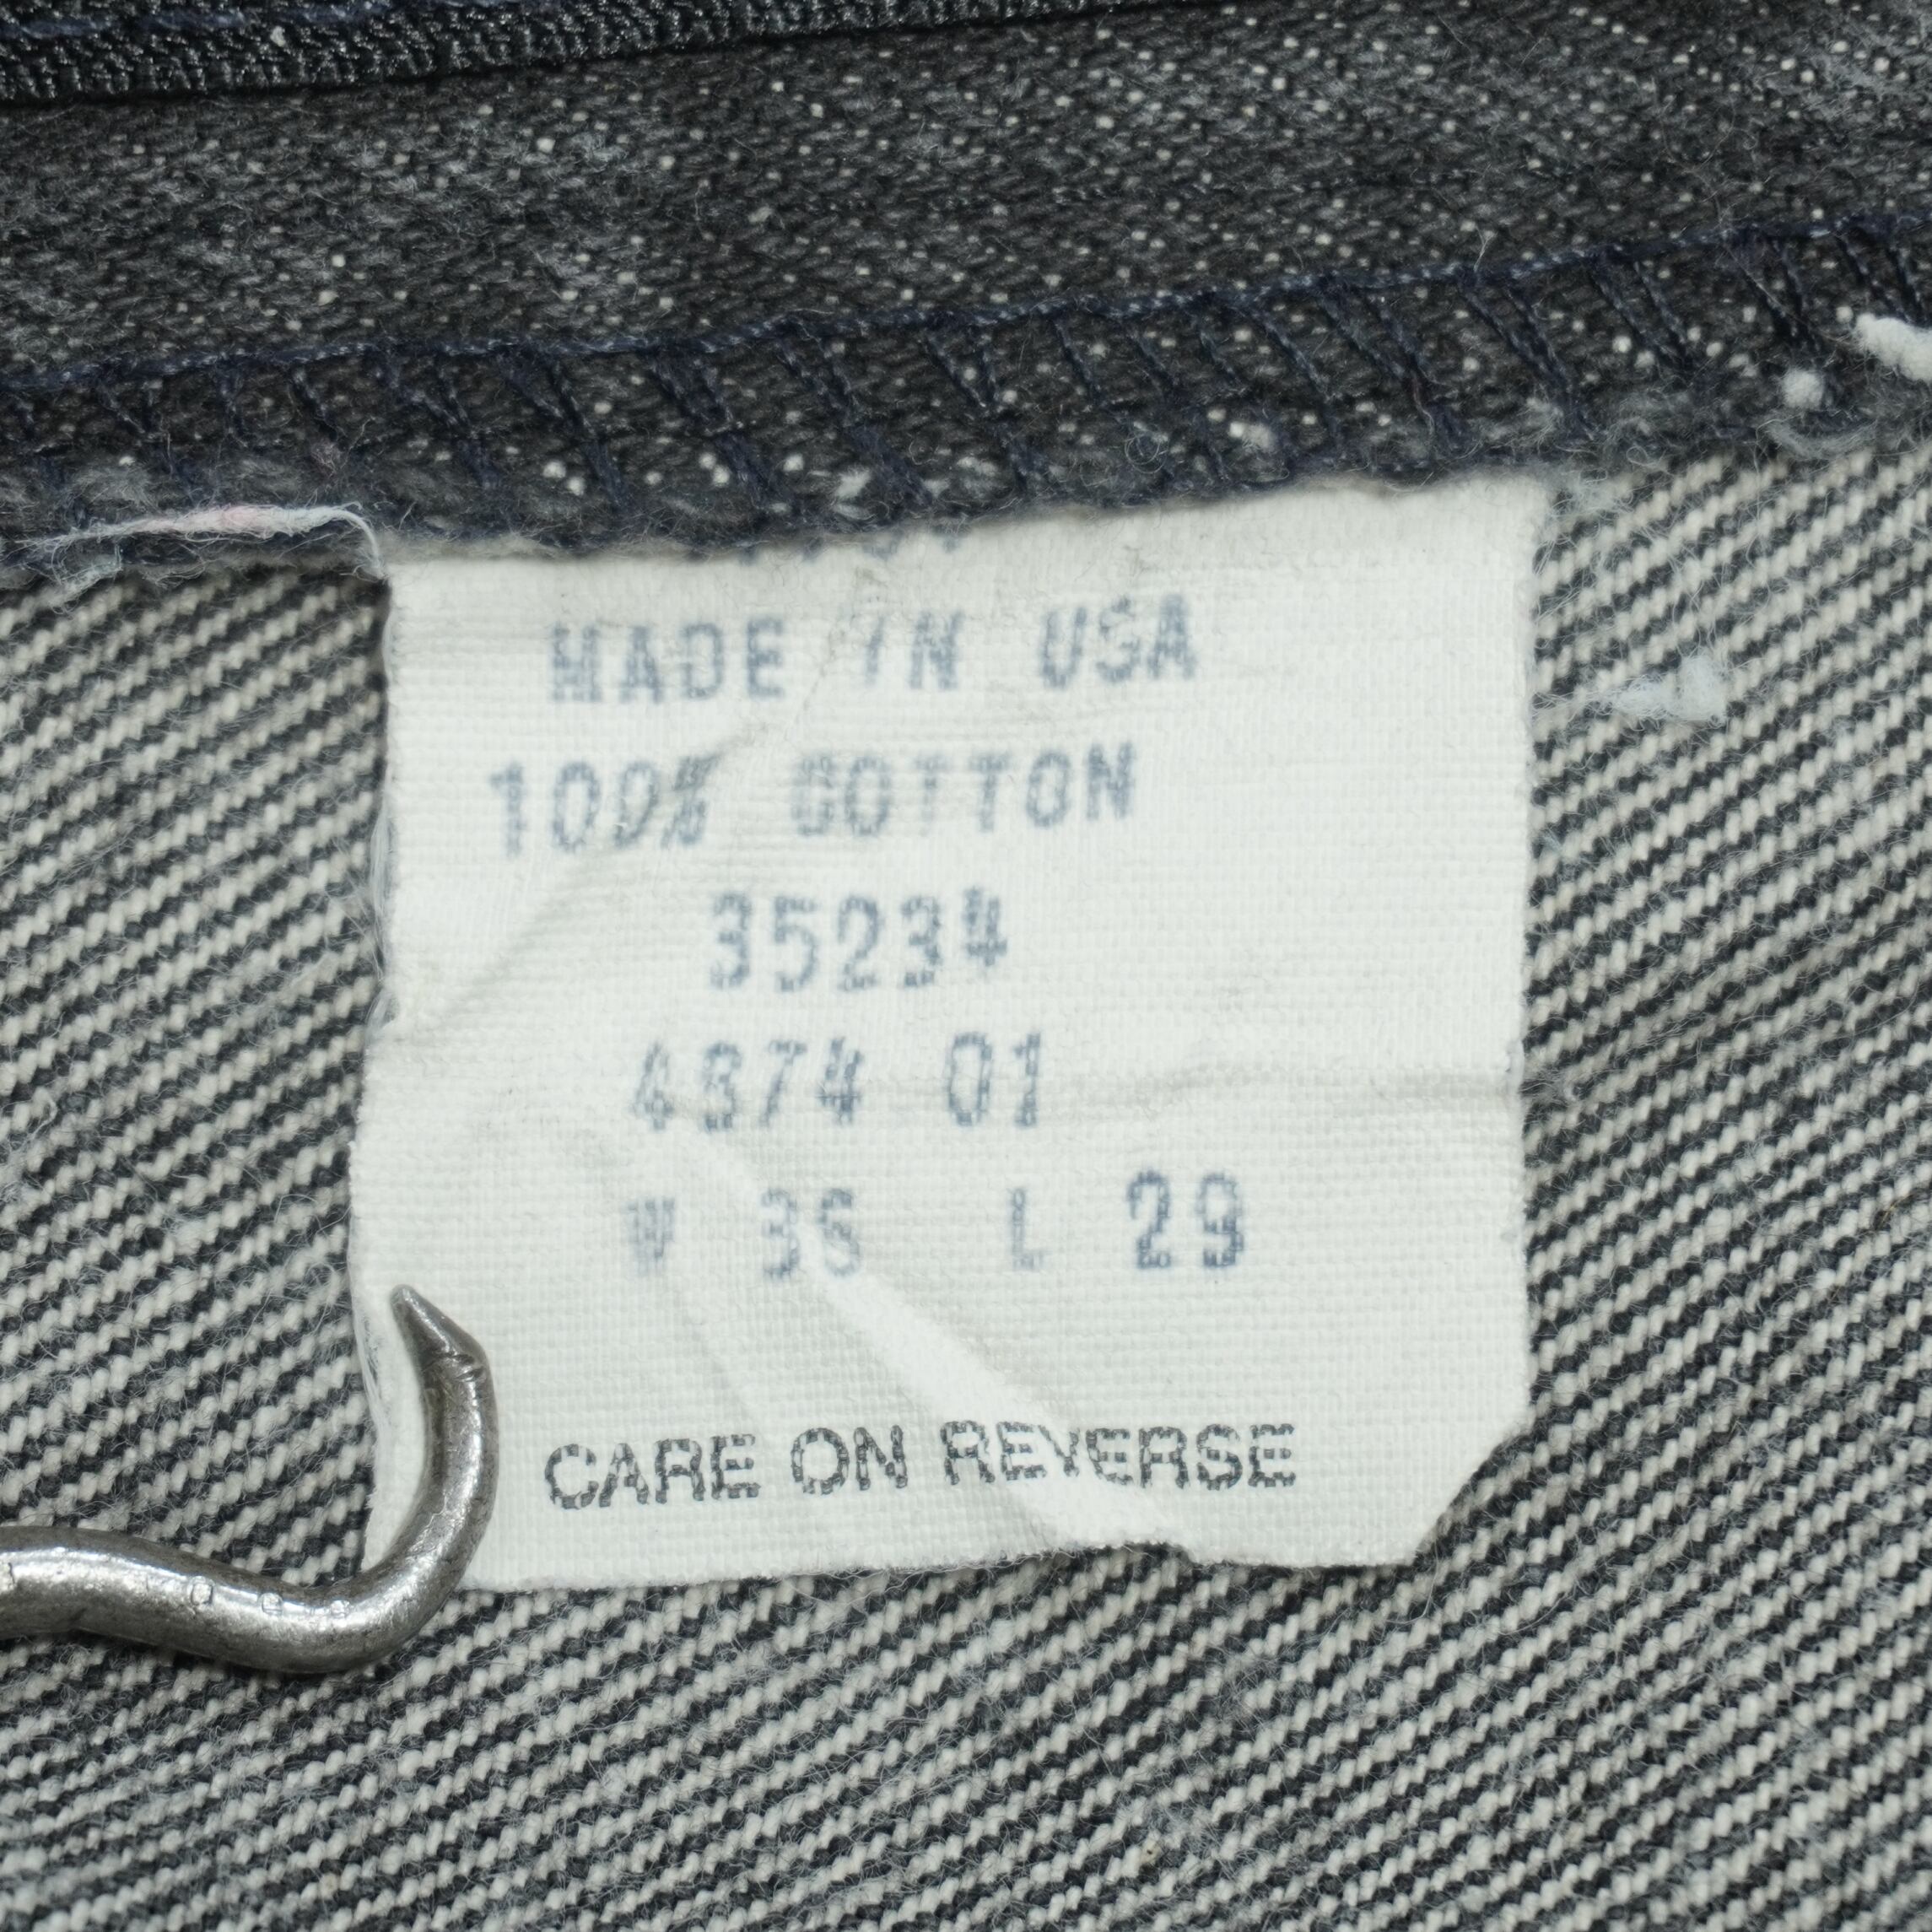 MADE IN USA
100% COTTON
35234
4874 01
W 36 L 29
CARE ON REVERSE